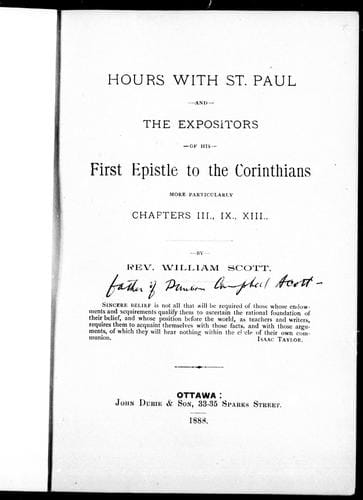 HOURS WITH ST. PAUL
—AND—
THE EXPOSITORS
—OF HIS—
First Epistle to the Corinthians
MORE PARTICULARLY
CHAPTERS III., IX., XIII..
—BY—
REV. WILLIAM SCOTT.
father of Duncan Campbell Scott —
SINCERE BELIEF is not all that will be required of those whose endow-
ments and acquirements qualify them to ascertain the rational foundation of
their belief, and whose position before the world, as teachers and writers,
requires them to acquaint themselves with those facts, and with those argu-
ments, of which they will hear nothing within the circle of their own com-
munion. ISAAC TAYLOR.
OTTAWA:
JOHN DURIE & SON, 33-35 SPARKS STREET.
1888.